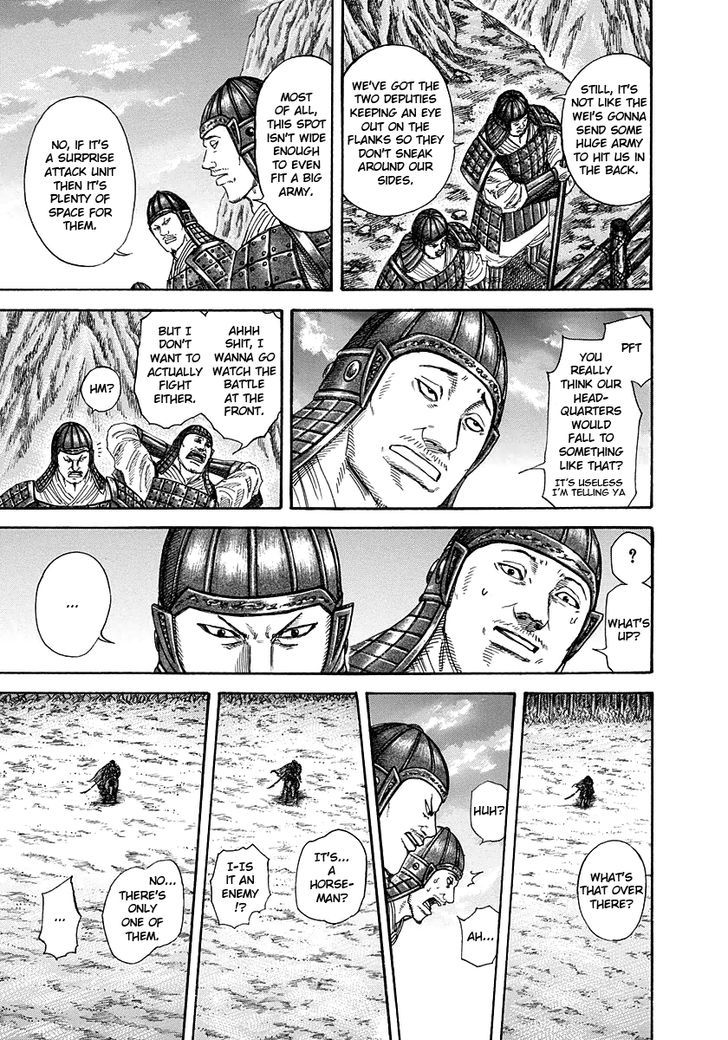 STILL, IT'S
NOT LIKE THE
WEI'S GONNA
SEND SOME
HUGE ARMY
TO HIT US IN
THE BACK.
WE'VE GOT THE
TWO DEPUTIES
KEEPING AN EYE
OUT ON THE
FLANKS SO THEY
DON'T SNEAK
AROUND OUR
SIDES.
MOST
OF ALL,
THIS SPOT
ISN'T WIDE
ENOUGH
TO EVEN
FIT A BIG
ARMY.
NO, IF IT'S
A SURPRISE
ATTACK UNIT
THEN IT'S
PLENTY OF
SPACE FOR
THEM.
PFT
YOU
REALLY
THINK OUR
HEAD-
QUARTERS
WOULD
FALL TO
SOMETHING
LIKE THAT?
IT'S USELESS
I'M TELLING YA
AHHH
SHIT, I
WANNA GO
WATCH THE
BATTLE
AT THE
FRONT.
BUT I
DON'T
WANT TO
ACTUALLY
FIGHT
EITHER.
HM?
?
WHAT'S
UP?
...
WHAT'S
THAT OVER
THERE?
HUH?
AH...
IT'S...
A
HORSE-
MAN?
I-IS
IT AN
ENEMY
!?
NO...
THERE'S
ONLY
ONE OF
THEM.
...